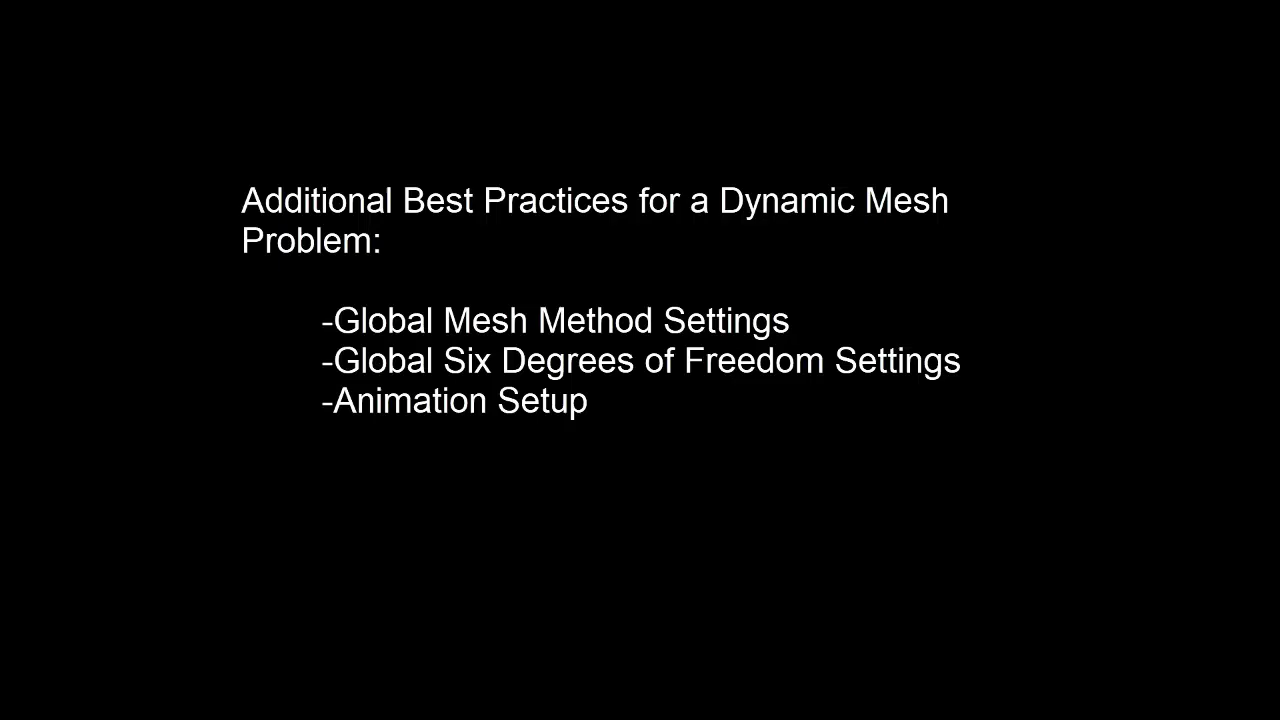 Additional Best Practices for a Dynamic Mesh
Problem:
-Global Mesh Method Settings
-Global Six Degrees of Freedom Settings
-Animation Setup